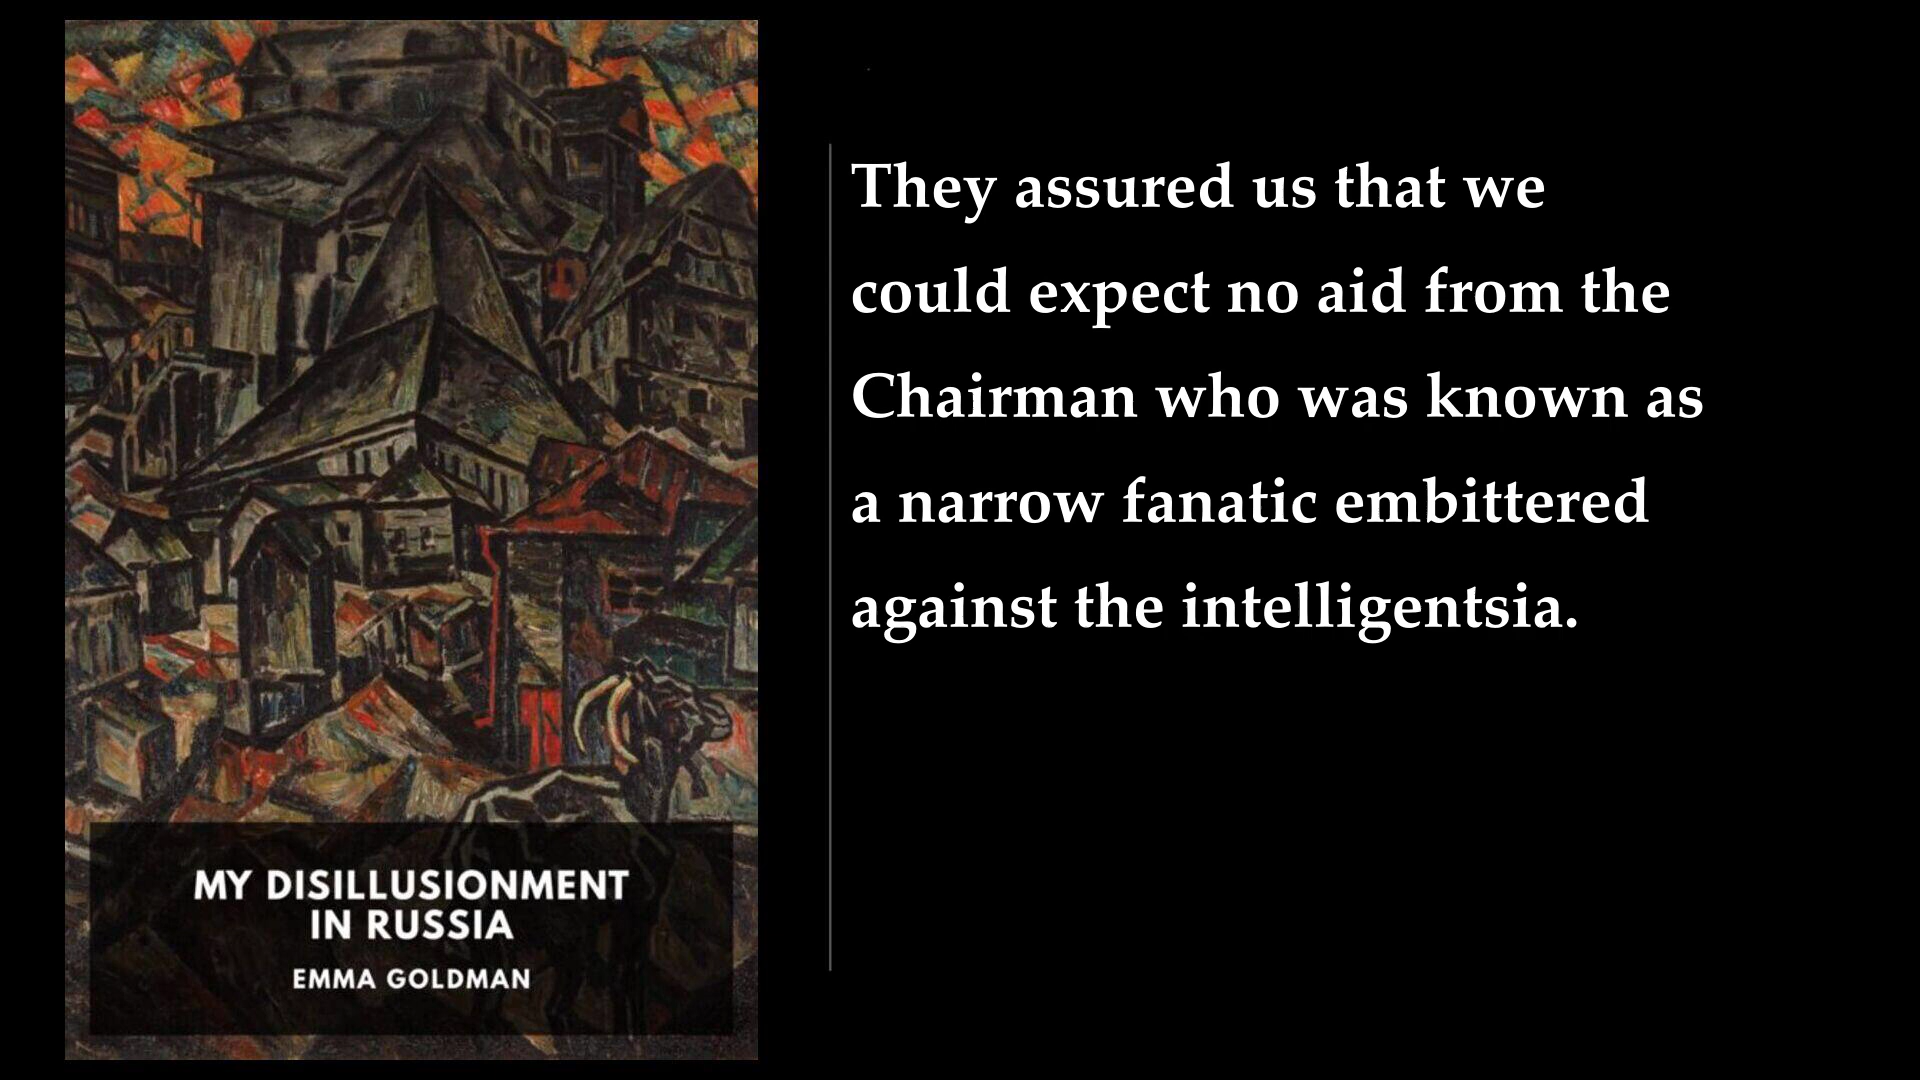 They assured us that we
could expect no aid from the
Chairman who was known as
a narrow fanatic embittered
against the intelligentsia.
MY DISILLUSIONMENT
IN RUSSIA
EMMA GOLDMAN